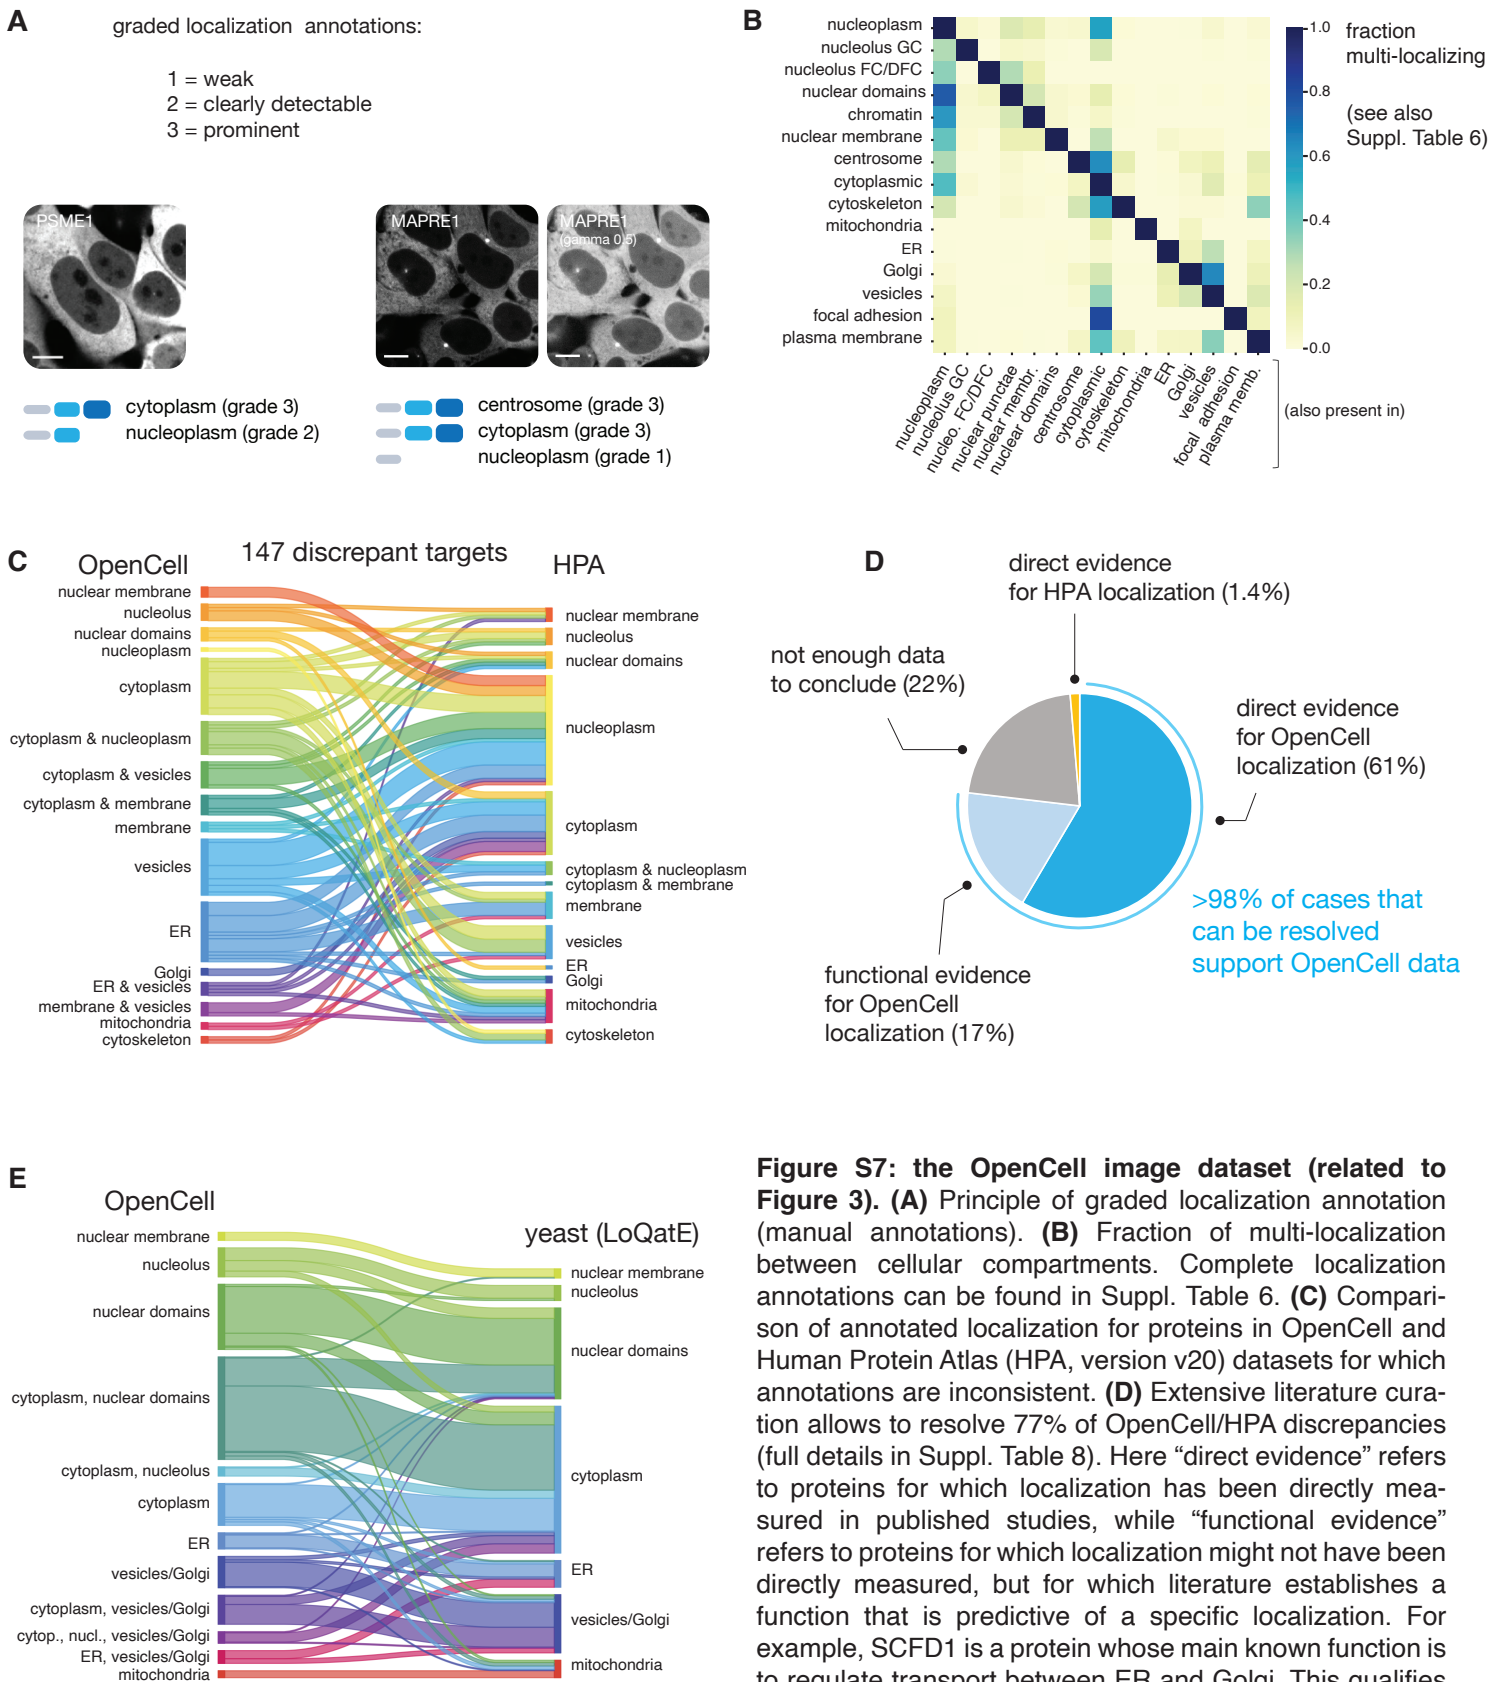 A
graded localization annotations:
1 = weak
2 = clearly detectable
3 = prominent
PSME1
cytoplasm (grade 3)
nucleoplasm (grade 2)
MAPRE1
MAPRE1
(gamma 0.5)
centrosome (grade 3)
cytoplasm (grade 3)
nucleoplasm (grade 1)
B
nucleoplasm
nucleolus GC
nucleolus FC/DFC
nuclear domains
chromatin
nuclear membrane
centrosome
cytoplasmic
cytoskeleton
mitochondria
ER
Golgi
vesicles
focal adhesion
plasma membrane
nucleoplasm
nucleolus GC
nucleo. FC/DFC
nuclear punctae
nuclear membr.
nuclear domains
centrosome
cytoplasmic
cytoskeleton
mitochondria
ER
Golgi
vesicles
focal adhesion
plasma memb.
(also present in)
1.0
0.8
0.6
0.4
0.2
0.0
fraction
multi-localizing
(see also
Suppl. Table 6)
C
147 discrepant targets
OpenCell
HPA
nuclear membrane
nucleolus
nuclear domains
nucleoplasm
cytoplasm
cytoplasm & nucleoplasm
cytoplasm & vesicles
cytoplasm & membrane
membrane
vesicles
ER
Golgi
ER & vesicles
membrane & vesicles
mitochondria
cytoskeleton
nuclear membrane
nucleolus
nuclear domains
nucleoplasm
cytoplasm
cytoplasm & nucleoplasm
cytoplasm & membrane
membrane
vesicles
ER
Golgi
mitochondria
cytoskeleton
D
direct evidence
for HPA localization (1.4%)
not enough data
to conclude (22%)
direct evidence
for OpenCell
localization (61%)
functional evidence
for OpenCell
localization (17%)
>98% of cases that
can be resolved
support OpenCell data
E
OpenCell
yeast (LoQatE)
nuclear membrane
nucleolus
nuclear domains
cytoplasm, nuclear domains
cytoplasm, nucleolus
cytoplasm
ER
vesicles/Golgi
cytoplasm, vesicles/Golgi
cytop., nucl., vesicles/Golgi
ER, vesicles/Golgi
mitochondria
nuclear membrane
nucleolus
nuclear domains
cytoplasm
ER
vesicles/Golgi
mitochondria
Figure S7: the OpenCell image dataset (related to
Figure 3). (A) Principle of graded localization annotation
(manual annotations). (B) Fraction of multi-localization
between cellular compartments. Complete localization
annotations can be found in Suppl. Table 6. (C) Compari-
son of annotated localization for proteins in OpenCell and
Human Protein Atlas (HPA, version v20) datasets for which
annotations are inconsistent. (D) Extensive literature cura-
tion allows to resolve 77% of OpenCell/HPA discrepancies
(full details in Suppl. Table 8). Here “direct evidence” refers
to proteins for which localization has been directly mea-
sured in published studies, while “functional evidence”
refers to proteins for which localization might not have been
directly measured, but for which literature establishes a
function that is predictive of a specific localization. For
example, SCFD1 is a protein whose main known function is
to regulate transport between ER and Golgi. This qualifies